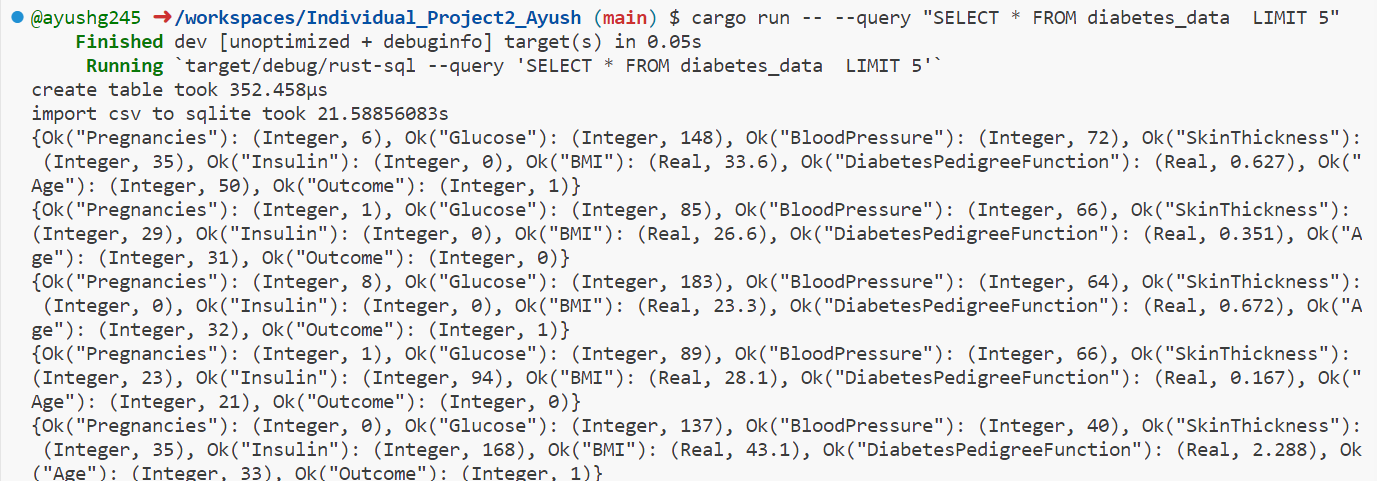 @ayushg245 ➜/workspaces/Individual_Project2_Ayush (main) $ cargo run -- --query "SELECT * FROM diabetes_data  LIMIT 5"
    Finished dev [unoptimized + debuginfo] target(s) in 0.05s
     Running `target/debug/rust-sql --query 'SELECT * FROM diabetes_data  LIMIT 5'`
create table took 352.458µs
import csv to sqlite took 21.58856083s
{Ok("Pregnancies"): (Integer, 6), Ok("Glucose"): (Integer, 148), Ok("BloodPressure"): (Integer, 72), Ok("SkinThickness"):
 (Integer, 35), Ok("Insulin"): (Integer, 0), Ok("BMI"): (Real, 33.6), Ok("DiabetesPedigreeFunction"): (Real, 0.627), Ok("
Age"): (Integer, 50), Ok("Outcome"): (Integer, 1)}
{Ok("Pregnancies"): (Integer, 1), Ok("Glucose"): (Integer, 85), Ok("BloodPressure"): (Integer, 66), Ok("SkinThickness"):
(Integer, 29), Ok("Insulin"): (Integer, 0), Ok("BMI"): (Real, 26.6), Ok("DiabetesPedigreeFunction"): (Real, 0.351), Ok("A
ge"): (Integer, 31), Ok("Outcome"): (Integer, 0)}
{Ok("Pregnancies"): (Integer, 8), Ok("Glucose"): (Integer, 183), Ok("BloodPressure"): (Integer, 64), Ok("SkinThickness"):
 (Integer, 0), Ok("Insulin"): (Integer, 0), Ok("BMI"): (Real, 23.3), Ok("DiabetesPedigreeFunction"): (Real, 0.672), Ok("A
ge"): (Integer, 32), Ok("Outcome"): (Integer, 1)}
{Ok("Pregnancies"): (Integer, 1), Ok("Glucose"): (Integer, 89), Ok("BloodPressure"): (Integer, 66), Ok("SkinThickness"):
(Integer, 23), Ok("Insulin"): (Integer, 94), Ok("BMI"): (Real, 28.1), Ok("DiabetesPedigreeFunction"): (Real, 0.167), Ok("
Age"): (Integer, 21), Ok("Outcome"): (Integer, 0)}
{Ok("Pregnancies"): (Integer, 0), Ok("Glucose"): (Integer, 137), Ok("BloodPressure"): (Integer, 40), Ok("SkinThickness"):
 (Integer, 35), Ok("Insulin"): (Integer, 168), Ok("BMI"): (Real, 43.1), Ok("DiabetesPedigreeFunction"): (Real, 2.288), Ok
("Age"): (Integer, 33), Ok("Outcome"): (Integer, 1)}